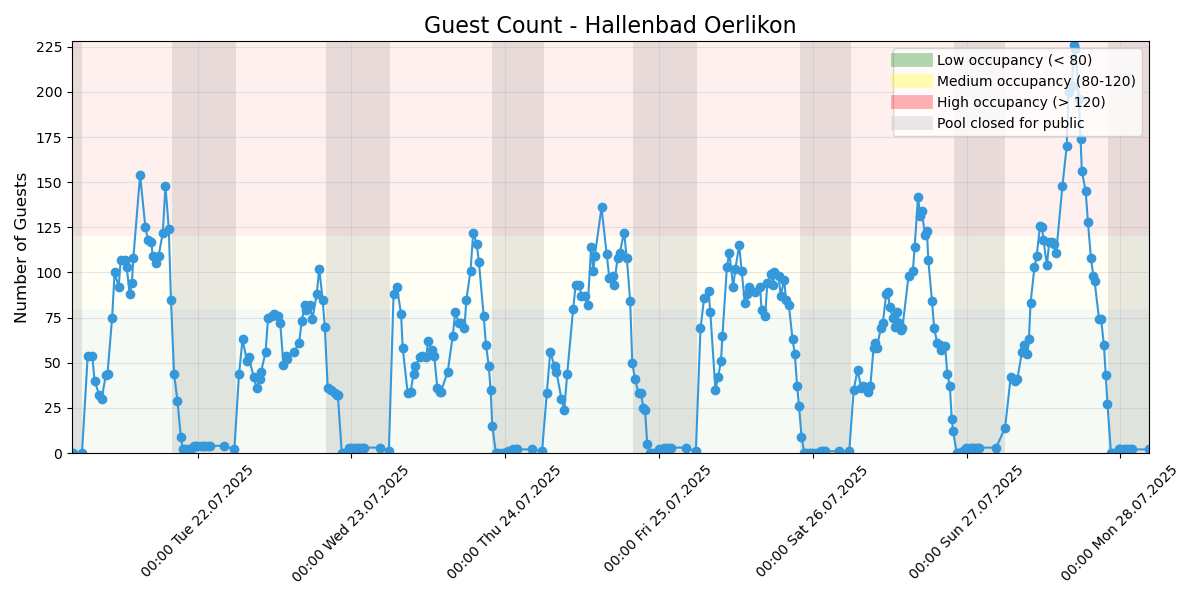 Guest Count - Hallenbad Oerlikon
Number of Guests
225
200
175
150
125
100
75
50
25
0
Low occupancy (< 80)
Medium occupancy (80-120)
High occupancy (> 120)
Pool closed for public
00:00 Tue 22.07.2025
00:00 Wed 23.07.2025
00:00 Thu 24.07.2025
00:00 Fri 25.07.2025
00:00 Sat 26.07.2025
00:00 Sun 27.07.2025
00:00 Mon 28.07.2025